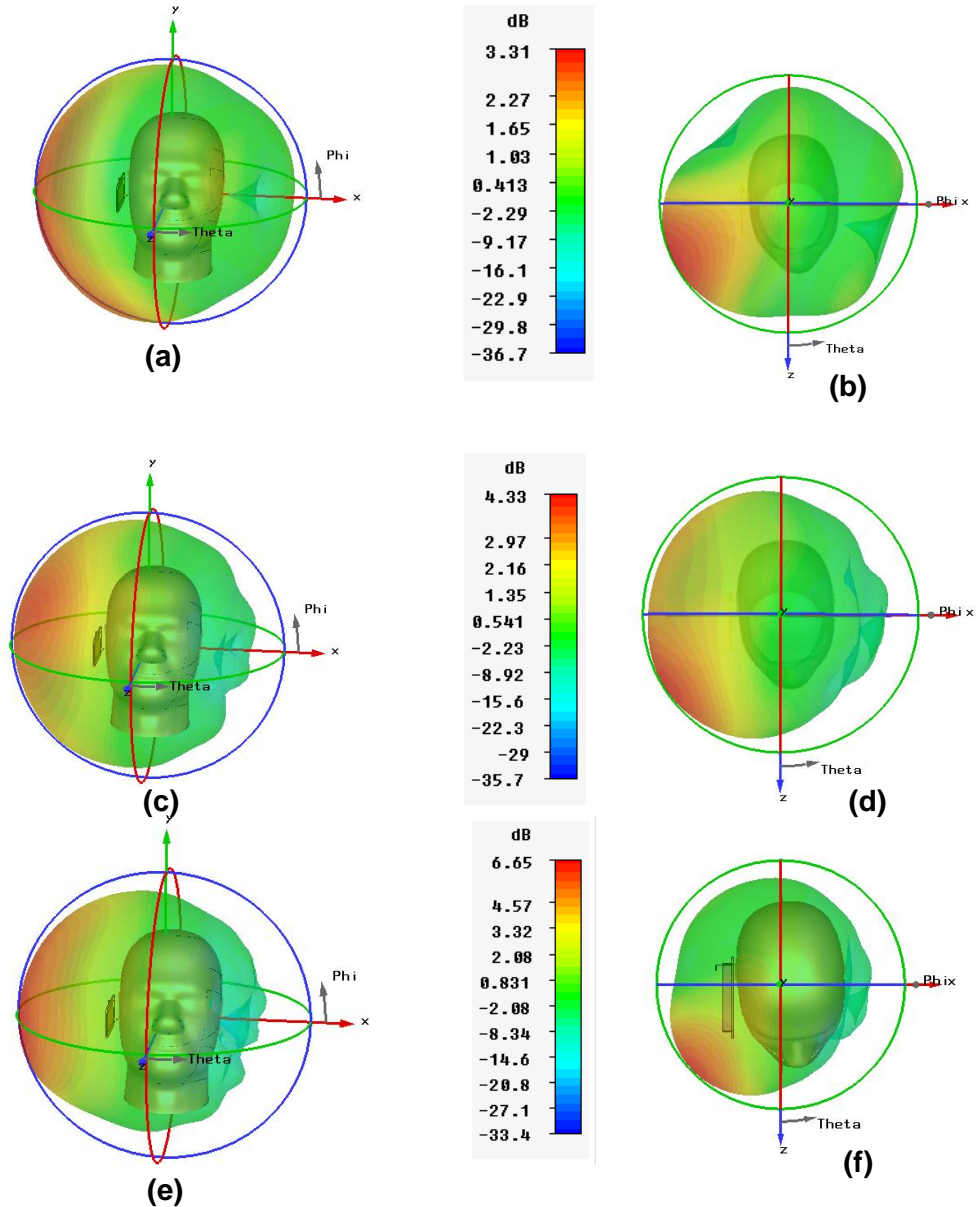 y
Phi
x
z
Theta
(a)
dB
3.31
2.27
1.65
1.03
0.413
-2.29
-9.17
-16.1
-22.9
-29.8
-36.7
y
Phi x
Theta
z
(b)
y
Phi
x
z
Theta
(c)
dB
4.33
2.97
2.16
1.35
0.541
-2.23
-8.92
-15.6
-22.3
-29
-35.7
y
Phi x
Theta
z
(d)
y
Phi
x
z
Theta
(e)
dB
6.65
4.57
3.32
2.08
0.831
-2.08
-8.34
-14.6
-20.8
-27.1
-33.4
y
Phi x
Theta
z
(f)